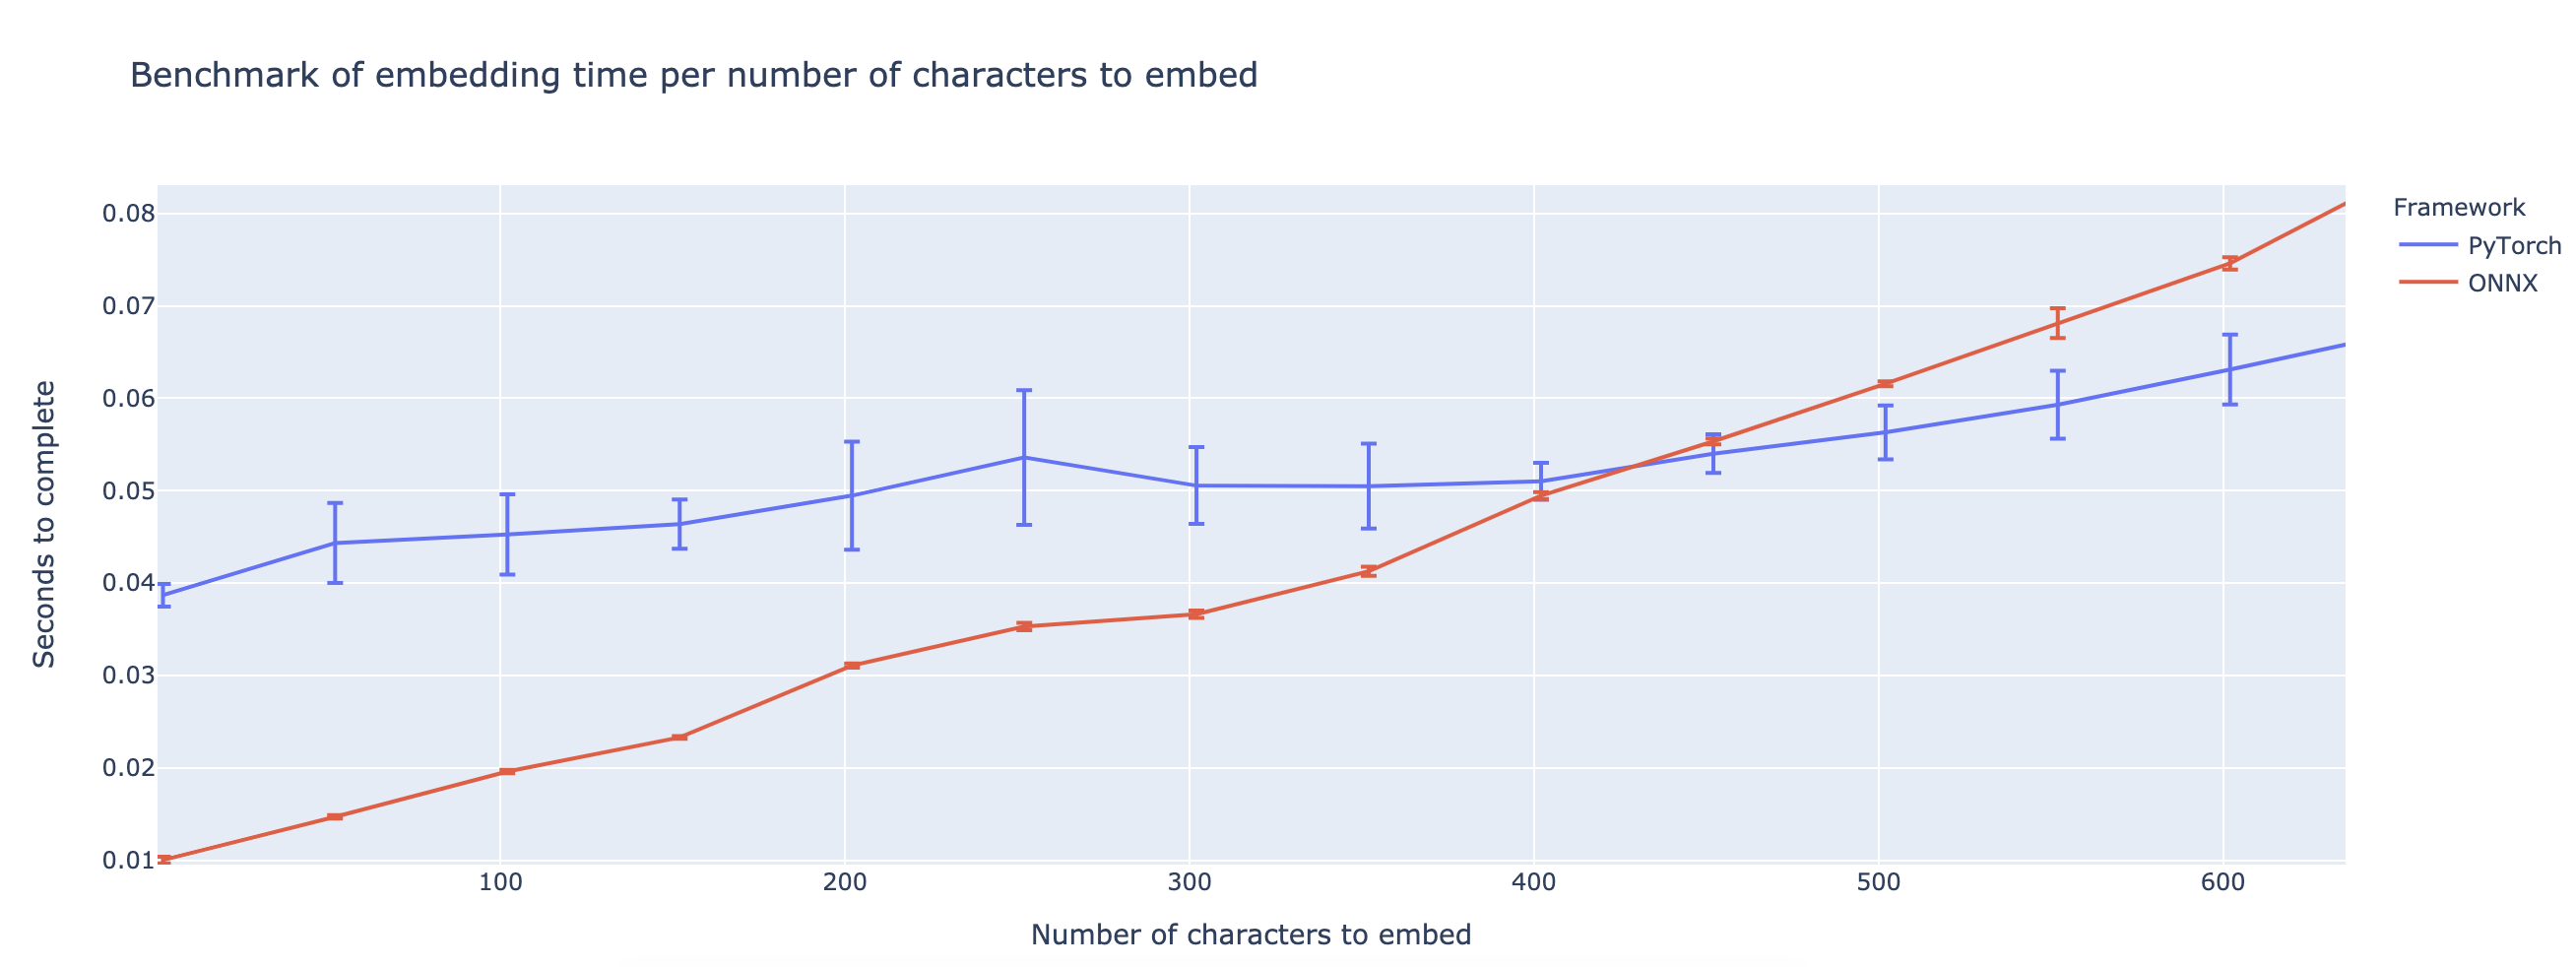 Benchmark of embedding time per number of characters to embed
0.08
0.07
0.06
0.05
0.04
0.03
0.02
0.01
Seconds to complete
100 200 300 400 500 600
Number of characters to embed
Framework
PyTorch
ONNX